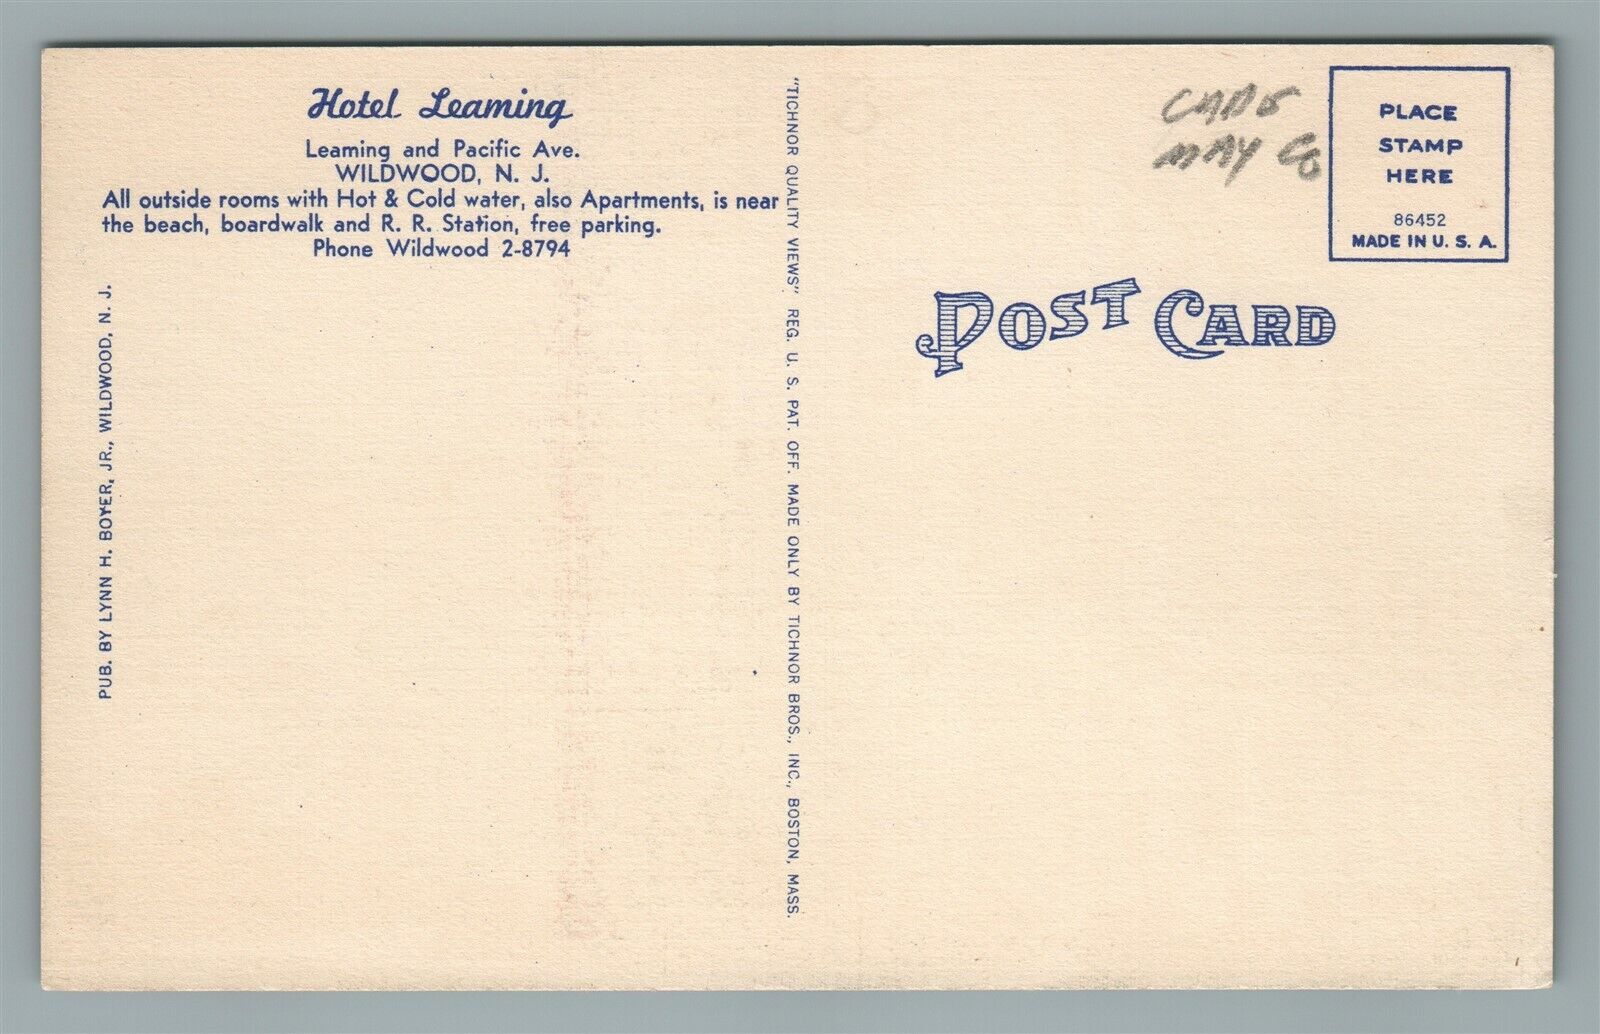 Hotel Leaming
Leaming and Pacific Ave.
WILDWOOD, N. J.
All outside rooms with Hot & Cold water, also Apartments, is near
the beach, boardwalk and R. R. Station, free parking.
Phone Wildwood 2-8794
PUB. BY LYNN H. BOYER, JR., WILDWOOD, N. J.
"TICHNOR QUALITY VIEWS" REG. U. S. PAT. OFF. MADE ONLY BY TICHNOR BROS., INC., BOSTON, MASS.
CAPE
MAY CO
PLACE
STAMP
HERE
86452
MADE IN U. S. A.
POST CARD